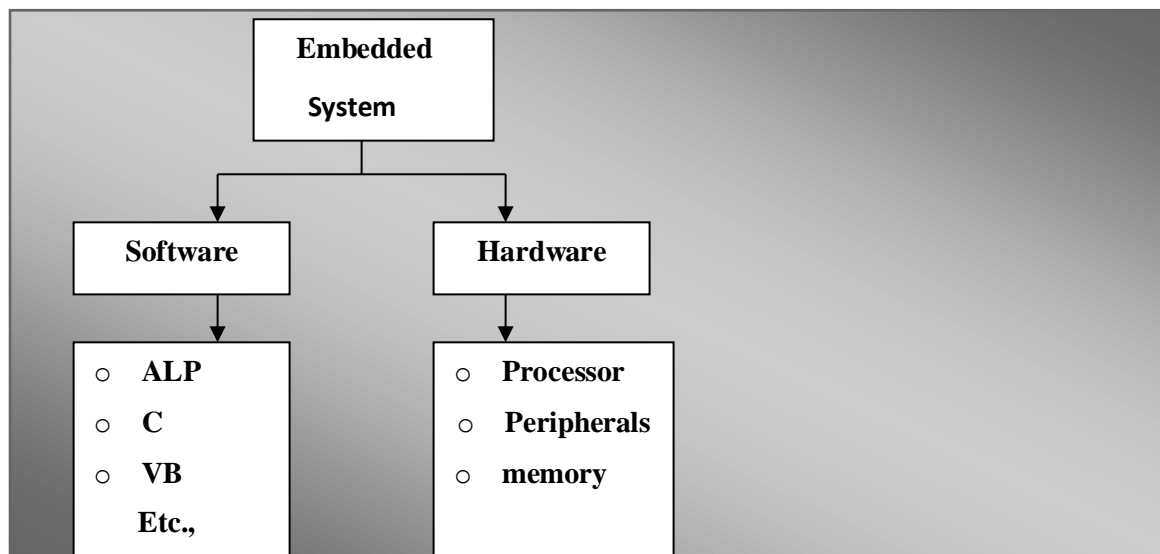 Embedded
System
Software
Hardware
ALP
C
VB
Etc.,
Processor
Peripherals
memory